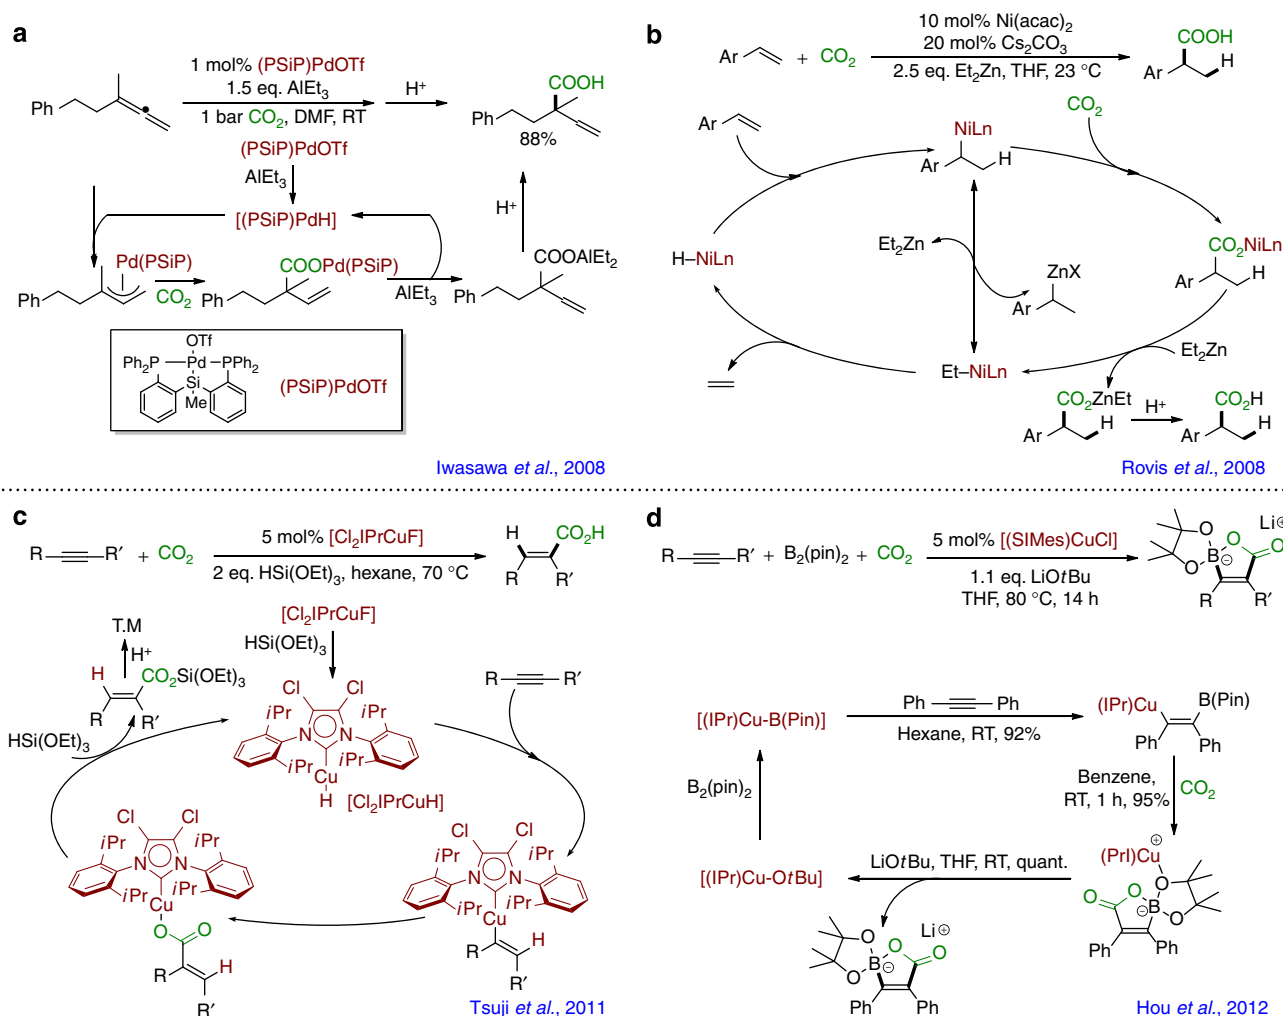 a
1 mol% (PSiP)PdOTf
1.5 eq. AlEt3
1 bar CO2, DMF, RT
H+
Ph
COOH
Ph
88%
(PSiP)PdOTf
AlEt3
[(PSiP)PdH]
H+
Pd(PSiP)
Ph
CO2
COOPd(PSiP)
Ph
AlEt3
COOAlEt2
Ph
OTf
Ph2P
Pd
PPh2
Si
Me
(PSiP)PdOTf
Iwasawa et al., 2008
b
10 mol% Ni(acac)2
20 mol% Cs2CO3
2.5 eq. Et2Zn, THF, 23 °C
Ar
+ CO2
COOH
Ar
H
Ar
NiLn
Ar
H
CO2
H–NiLn
Et2Zn
ZnX
Ar
CO2NiLn
Ar
H
Et–NiLn
Et2Zn
CO2ZnEt
Ar
H
H+
CO2H
Ar
H
Rovis et al., 2008
c
R
R′
+ CO2
5 mol% [Cl2IPrCuF]
2 eq. HSi(OEt)3, hexane, 70 °C
H
CO2H
R
R′
[Cl2IPrCuF]
HSi(OEt)3
T.M
H+
H
CO2Si(OEt)3
R
R′
HSi(OEt)3
R
R′
Cl
Cl
iPr
iPr
N
N
iPr
iPr
Cu
H
[Cl2IPrCuH]
Cl
Cl
iPr
iPr
N
N
iPr
iPr
Cu
O
O
R
H
R′
Cl
Cl
iPr
iPr
N
N
iPr
iPr
Cu
R
H
R′
Tsuji et al., 2011
d
R
R′
+ B2(pin)2 + CO2
5 mol% [(SIMes)CuCl]
1.1 eq. LiOtBu
THF, 80 °C, 14 h
Li⊕
O
O
O
B
⊖
O
R
R′
[(IPr)Cu-B(Pin)]
Ph
Ph
Hexane, RT, 92%
(IPr)Cu
B(Pin)
Ph
Ph
B2(pin)2
Benzene,
RT, 1 h, 95%
CO2
⊕
(PrI)Cu
O
O
O
B
⊖
O
Ph
Ph
LiOtBu, THF, RT, quant.
[(IPr)Cu-OtBu]
Li⊕
O
O
O
B
⊖
O
Ph
Ph
Hou et al., 2012